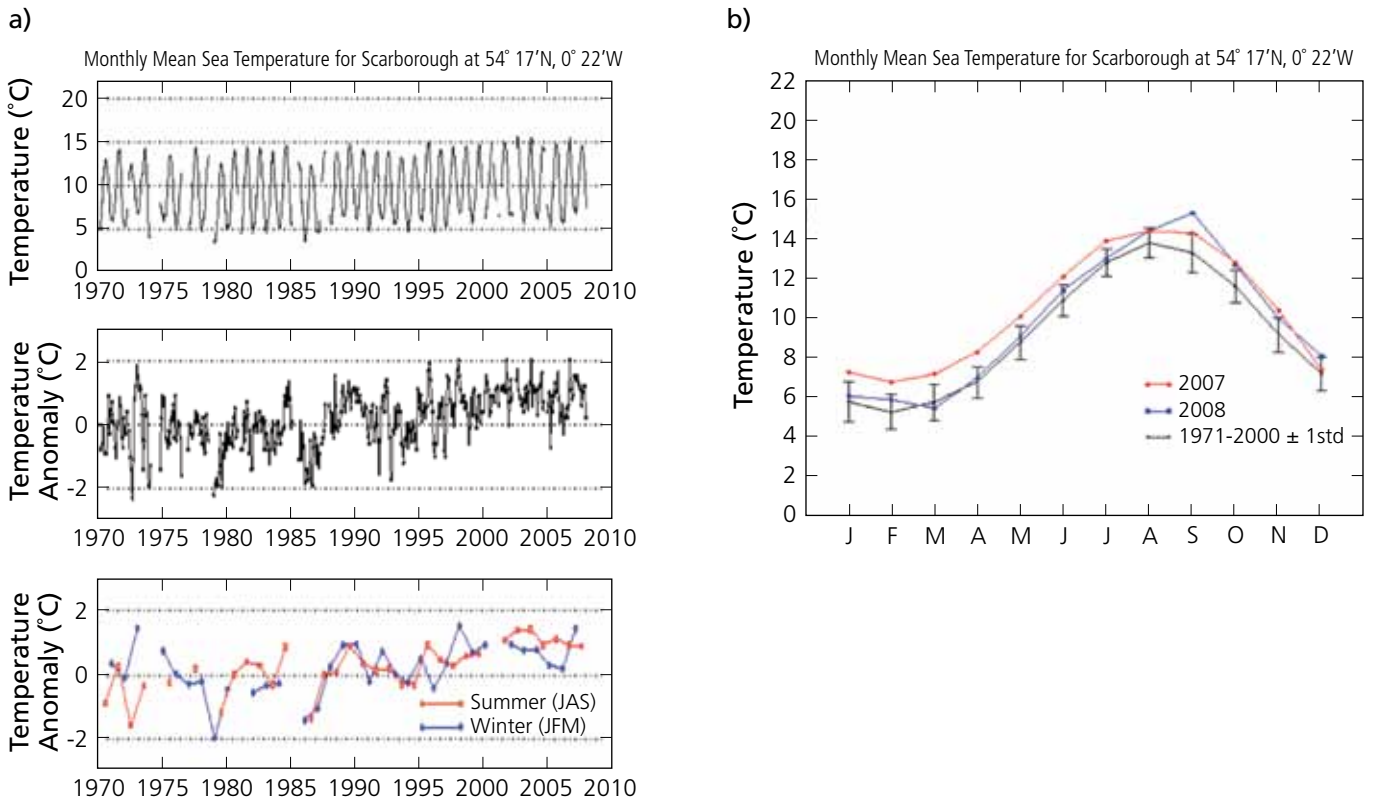 a)
Monthly Mean Sea Temperature for Scarborough at 54˚ 17’N, 0˚ 22’W
Temperature (˚C)
20
15
10
5
0
1970 1975 1980 1985 1990 1995 2000 2005 2010
Temperature
Anomaly (˚C)
2
0
-2
1970 1975 1980 1985 1990 1995 2000 2005 2010
Temperature
Anomaly (˚C)
2
0
-2
Summer (JAS)
Winter (JFM)
1970 1975 1980 1985 1990 1995 2000 2005 2010
b)
Monthly Mean Sea Temperature for Scarborough at 54˚ 17’N, 0˚ 22’W
Temperature (˚C)
22
20
18
16
14
12
10
8
6
4
2
0
2007
2008
1971-2000 ± 1std
J F M A M J J A S O N D